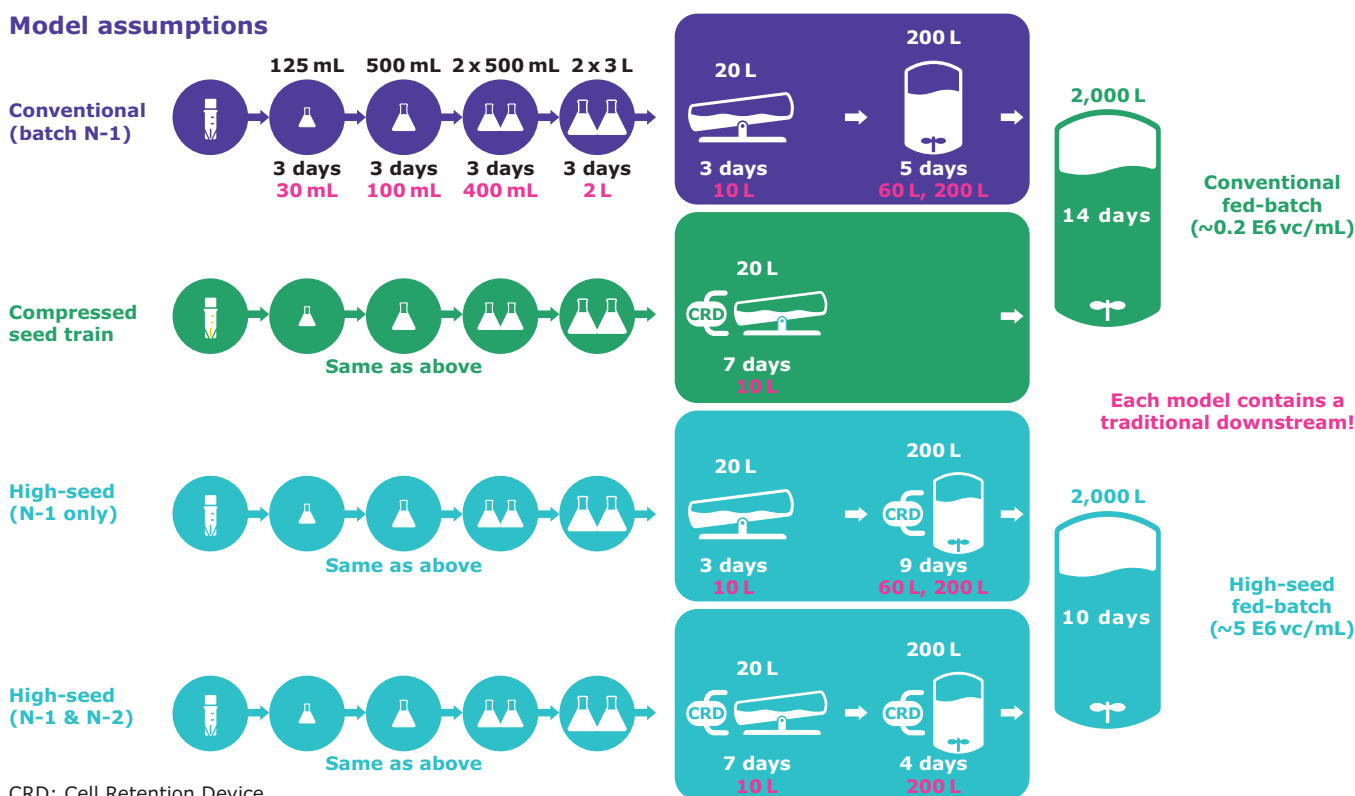 Model assumptions
125 mL 500 mL 2 x 500 mL 2 x 3 L
Conventional
(batch N-1)
3 days 3 days 3 days 3 days
30 mL 100 mL 400 mL 2 L
20 L
200 L
3 days 5 days
10 L 60 L, 200 L
2,000 L
14 days
Conventional
fed-batch
(~0.2 E6 vc/mL)
Compressed
seed train
Same as above
20 L
CRD
7 days
10 L
Each model contains a
traditional downstream!
High-seed
(N-1 only)
Same as above
20 L
200 L
CRD
3 days 9 days
10 L 60 L, 200 L
2,000 L
10 days
High-seed
fed-batch
(~5 E6 vc/mL)
High-seed
(N-1 & N-2)
Same as above
20 L
200 L
CRD CRD
7 days 4 days
10 L 200 L
CRD: Cell Retention Device